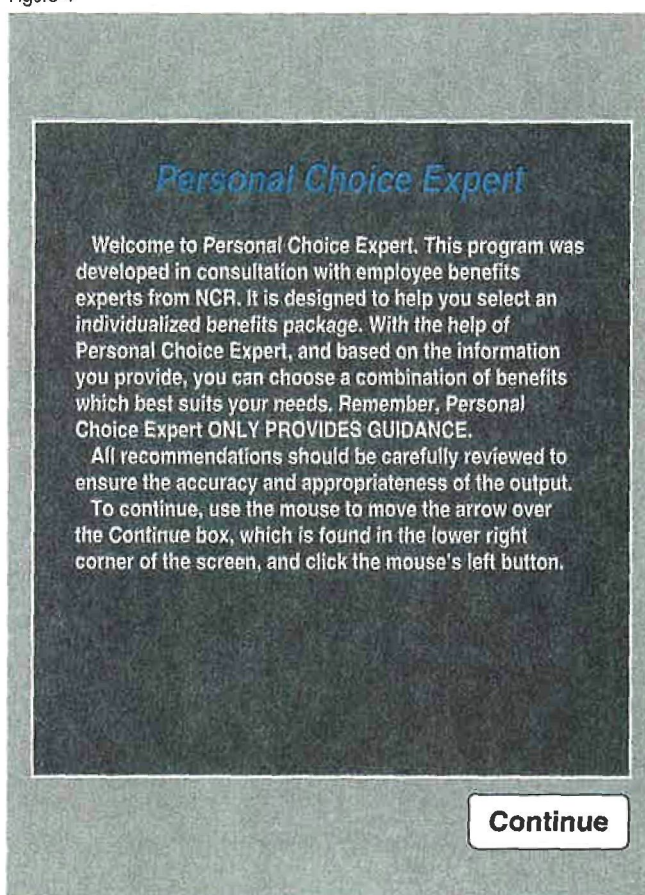 Personal Choice Expert
Welcome to Personal Choice Expert. This program was
developed in consultation with employee benefits
experts from NCR. It is designed to help you select an
individualized benefits package. With the help of
Personal Choice Expert, and based on the information
you provide, you can choose a combination of benefits
which best suits your needs. Remember, Personal
Choice Expert ONLY PROVIDES GUIDANCE.
All recommendations should be carefully reviewed to
ensure the accuracy and appropriateness of the output.
To continue, use the mouse to move the arrow over
the Continue box, which is found in the lower right
corner of the screen, and click the mouse's left button.
Continue